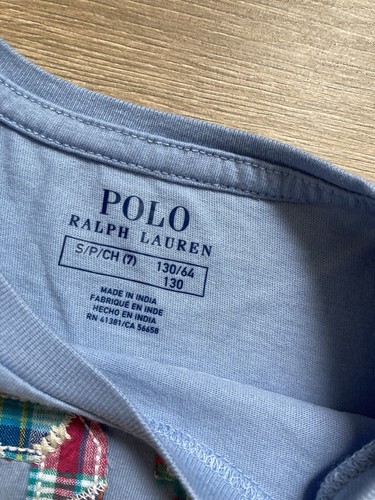 POLO
RALPH LAUREN
S/P/CH (7) 130/64
130
MADE IN INDIA
FABRIQUÉ EN INDE
HECHO EN INDIA
RN 41381/CA 56658